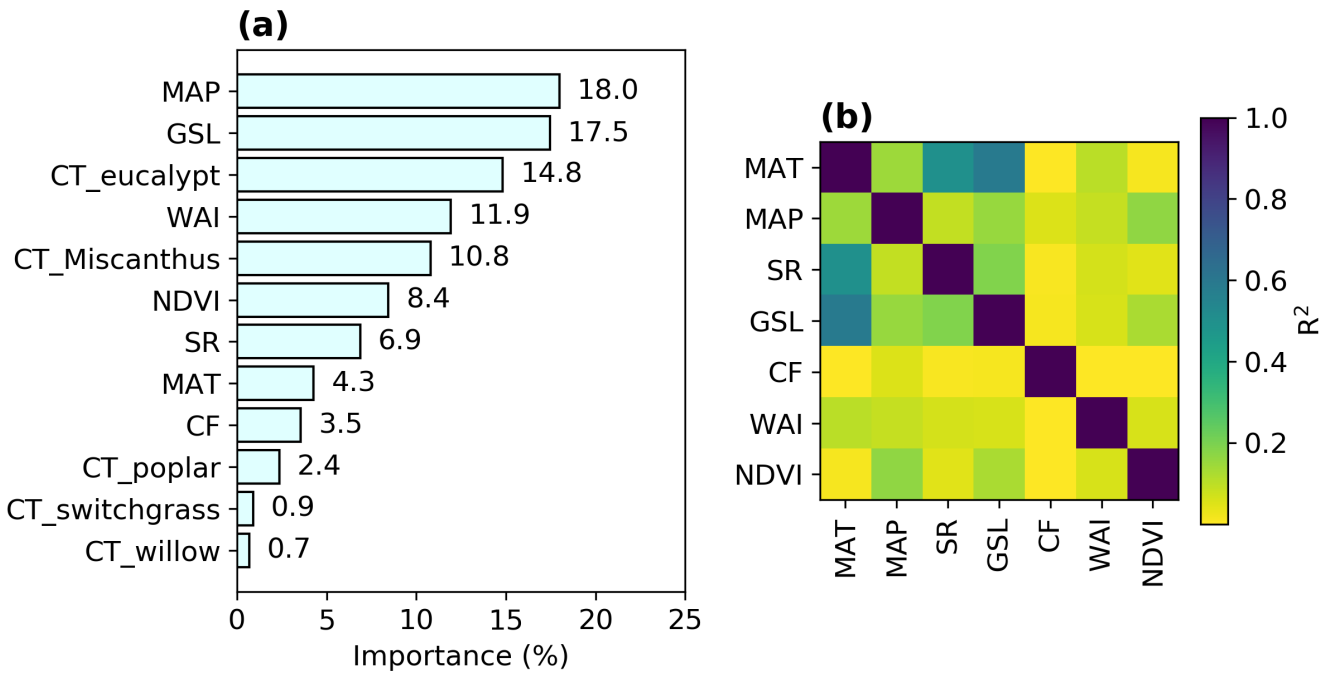 (a)
MAP 18.0
GSL 17.5
CT_eucalypt 14.8
WAI 11.9
CT_Miscanthus 10.8
NDVI 8.4
SR 6.9
MAT 4.3
CF 3.5
CT_poplar 2.4
CT_switchgrass 0.9
CT_willow 0.7
0 5 10 15 20 25
Importance (%)
(b)
MAT
MAP
SR
GSL
CF
WAI
NDVI
MAT MAP SR GSL CF WAI NDVI
1.0
0.8
0.6
0.4
0.2
R²